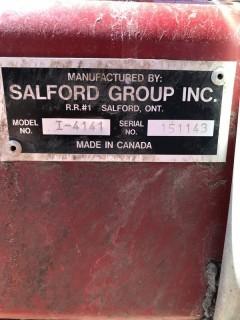 MANUFACTURED BY:
SALFORD GROUP INC.
R.R.#1 SALFORD, ONT.
MODEL NO. I-4141 SERIAL NO. 151143
MADE IN CANADA